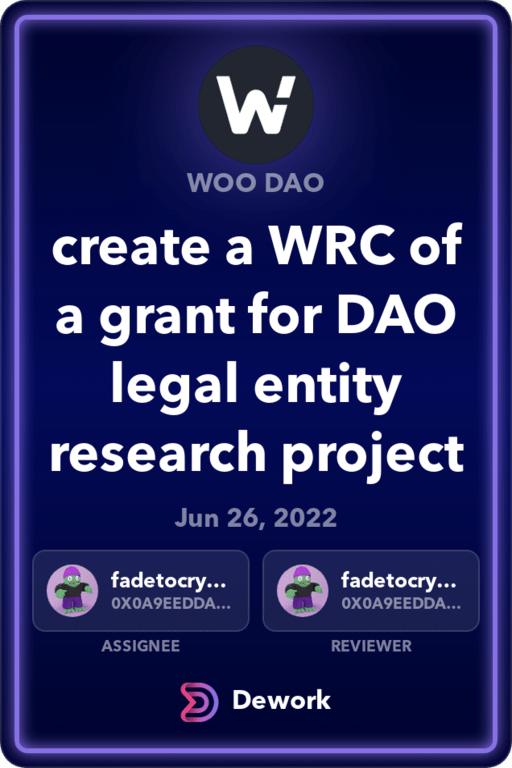 WOO DAO
create a WRC of
a grant for DAO
legal entity
research project
Jun 26, 2022
fadetocry... fadetocry...
0X0A9EEDDA... 0X0A9EEDDA...
ASSIGNEE REVIEWER
Dework